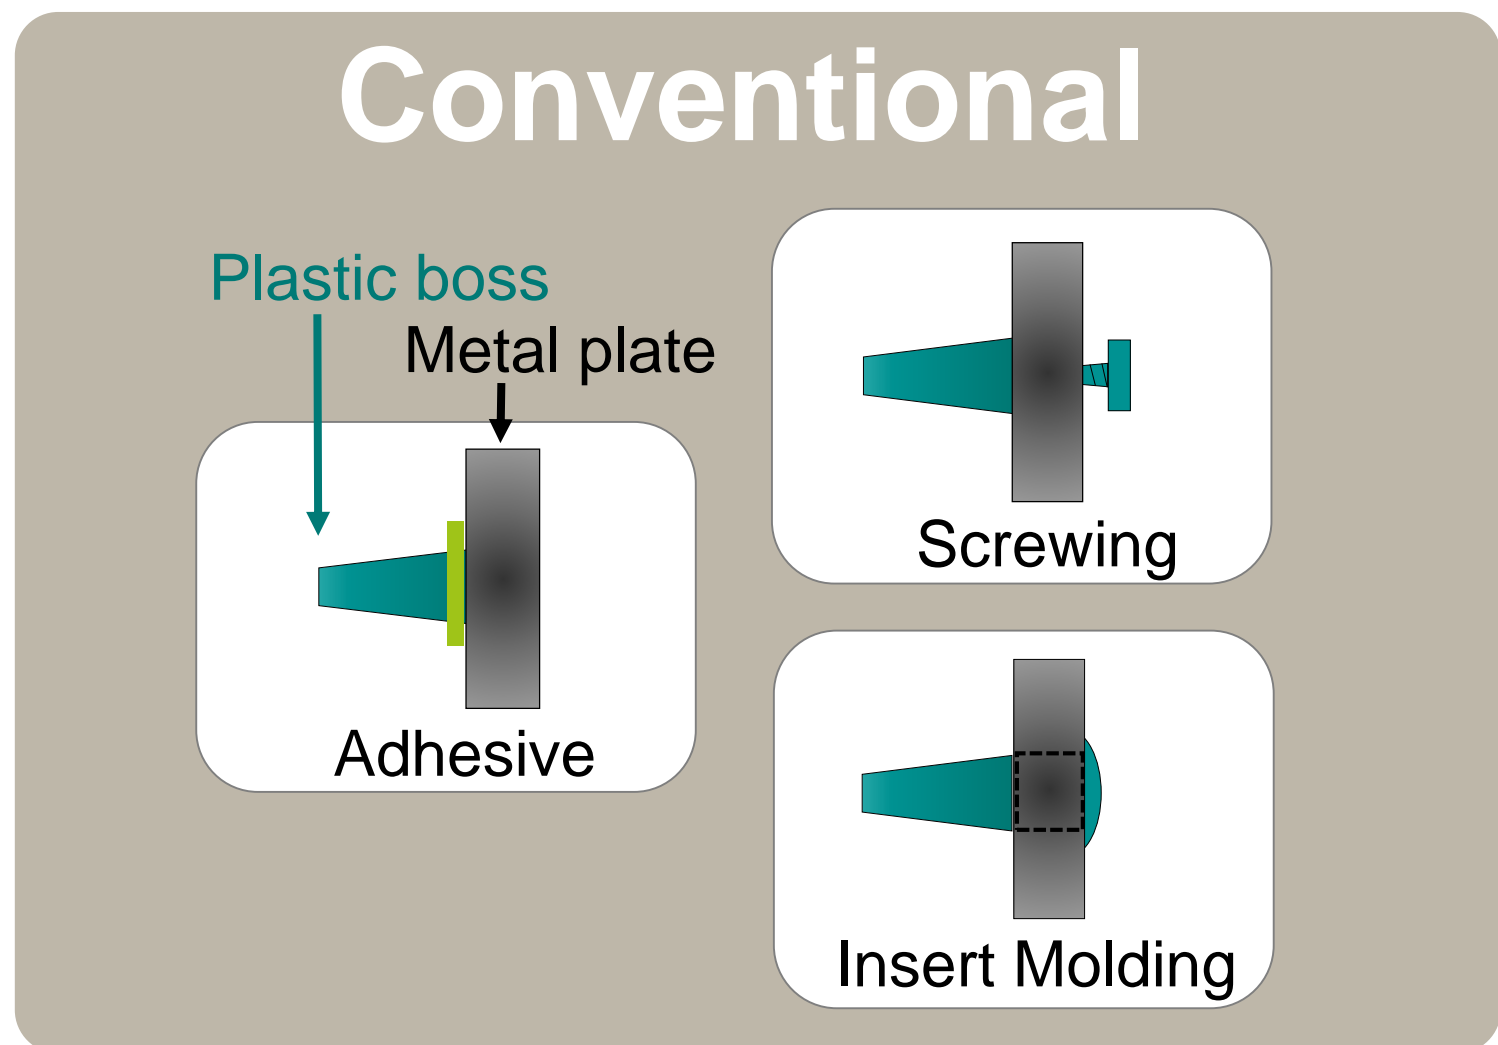 Conventional
Plastic boss
Metal plate
Adhesive
Screwing
Insert Molding